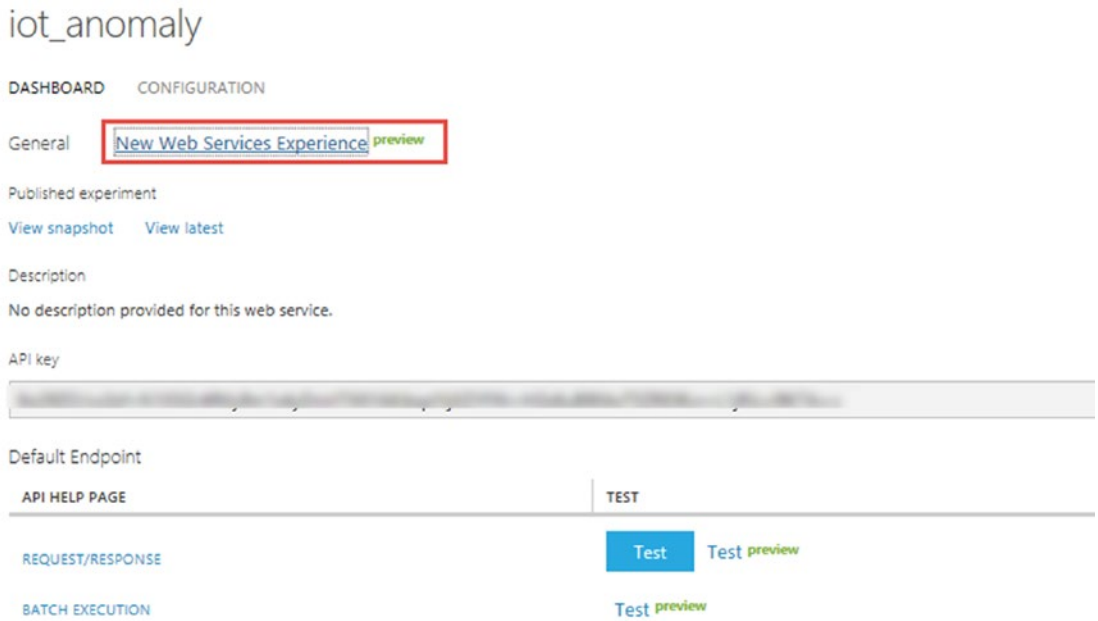 iot_anomaly
DASHBOARD CONFIGURATION
General New Web Services Experience preview
Published experiment
View snapshot View latest
Description
No description provided for this web service.
API key
Default Endpoint
API HELP PAGE TEST
REQUEST/RESPONSE Test Test preview
BATCH EXECUTION Test preview